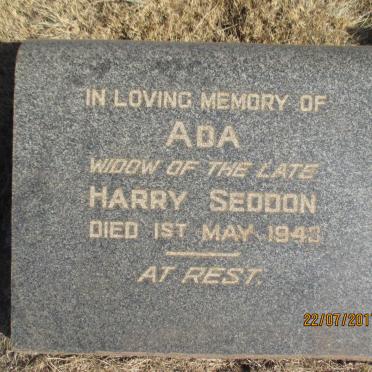 IN LOVING MEMORY OF
ADA
WIDOW OF THE LATE
HARRY SEDDON
DIED 1ST MAY 1943
AT REST.